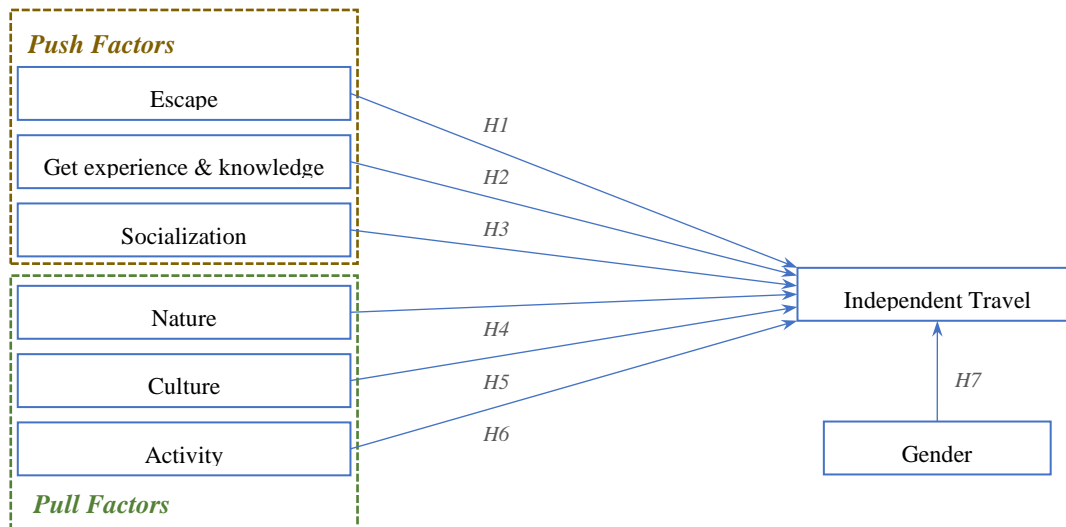 Push Factors
Escape
H1
Get experience & knowledge
H2
Socialization
H3
Independent Travel
Nature
H4
Culture
H5
H7
Activity
H6
Gender
Pull Factors